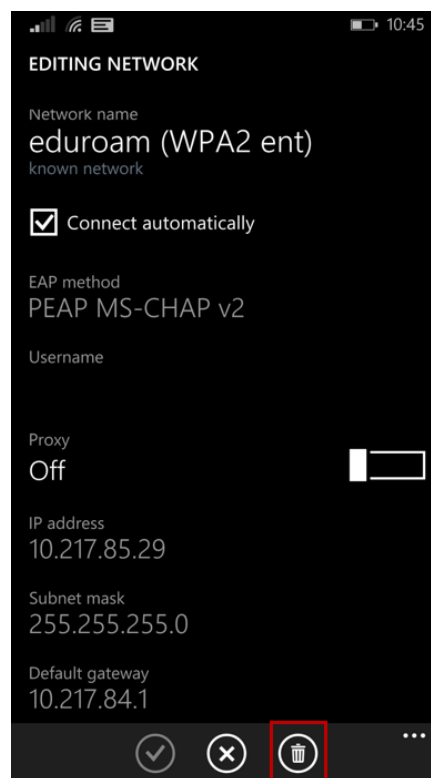 10:45
EDITING NETWORK
Network name
eduroam (WPA2 ent)
known network
Connect automatically
EAP method
PEAP MS-CHAP v2
Username
Proxy
Off
IP address
10.217.85.29
Subnet mask
255.255.255.0
Default gateway
10.217.84.1